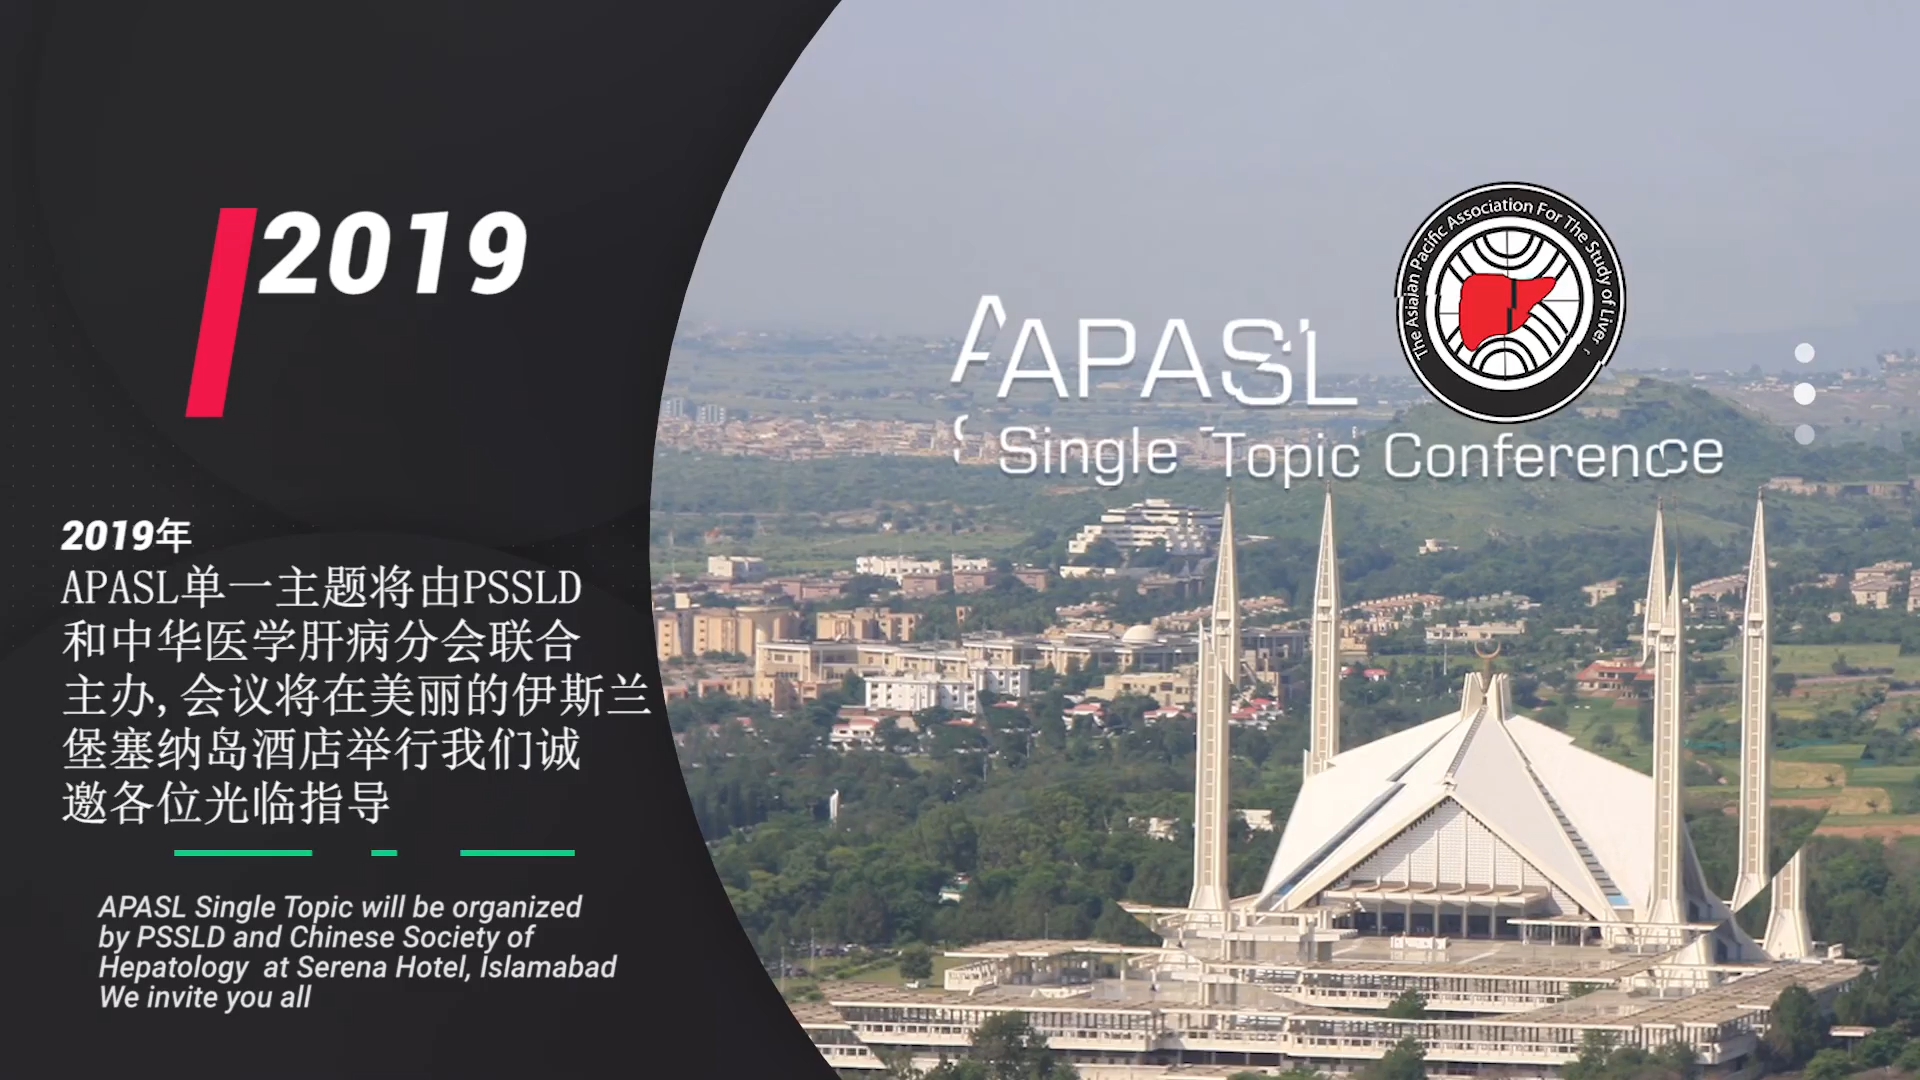 2019
2019年
APASL单一主题将由PSSLD
和中华医学肝病分会联合
主办,会议将在美丽的伊斯兰
堡塞纳岛酒店举行我们诚
邀各位光临指导
APASL Single Topic will be organized
by PSSLD and Chinese Society of
Hepatology at Serena Hotel, Islamabad
We invite you all
APASL
Single Topic Conference
The Asiaian Pacific Association For The Study of Liver